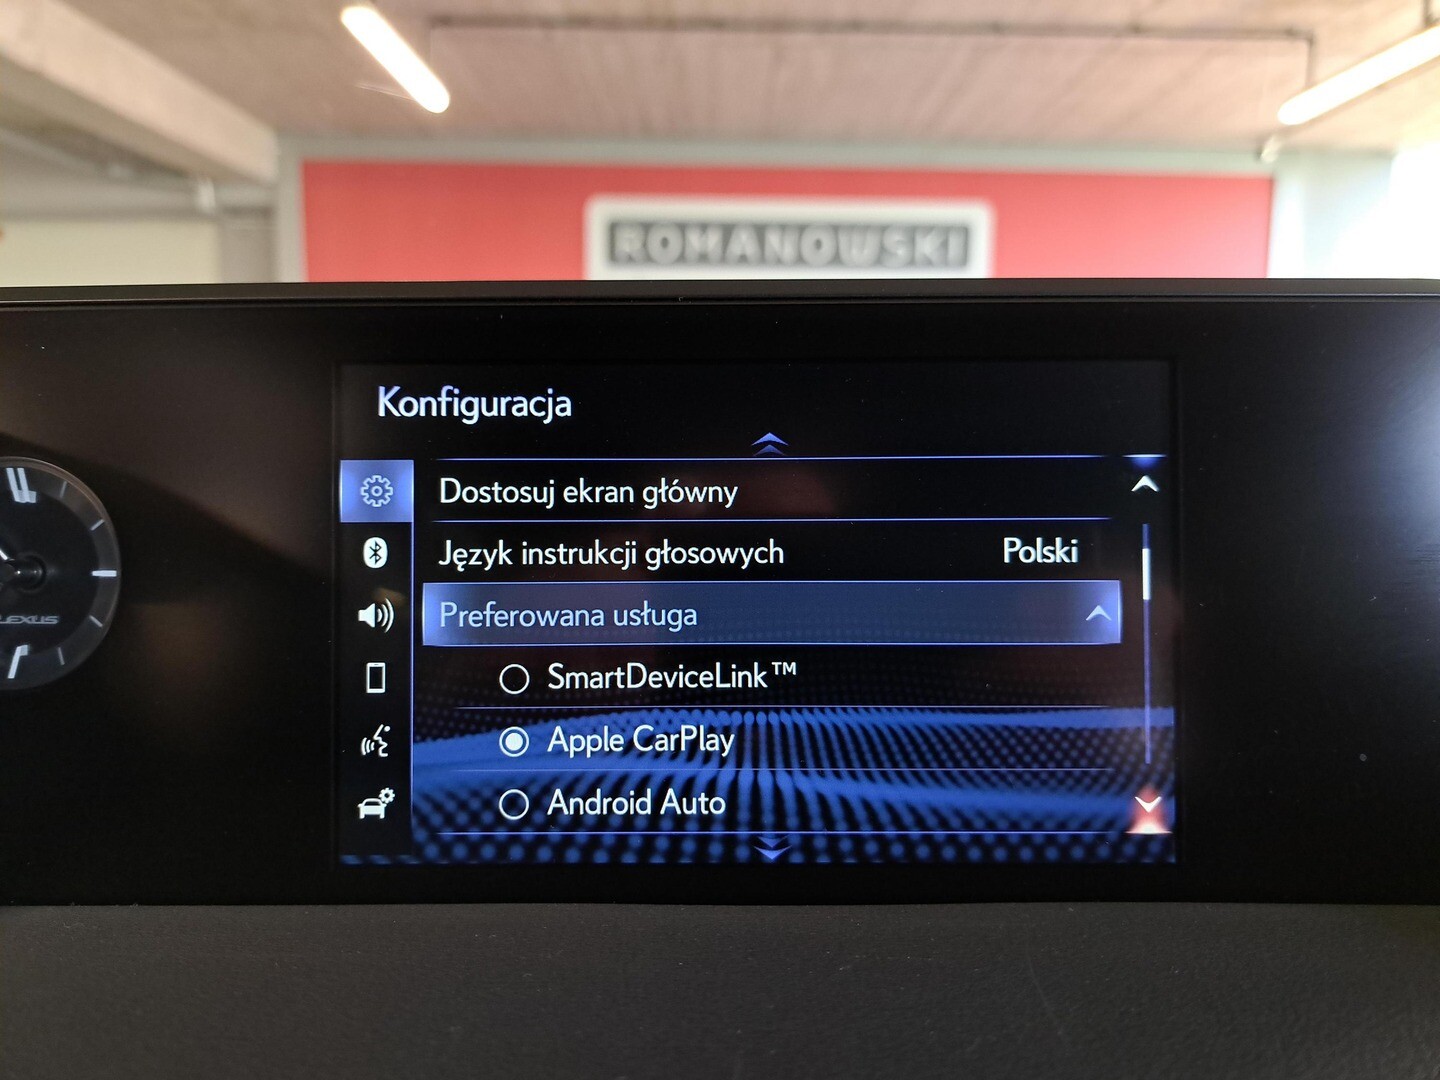 ROMANOWSKI
Konfiguracja
Dostosuj ekran główny
Język instrukcji głosowych Polski
Preferowana usługa
SmartDeviceLink™
Apple CarPlay
Android Auto
LEXUS